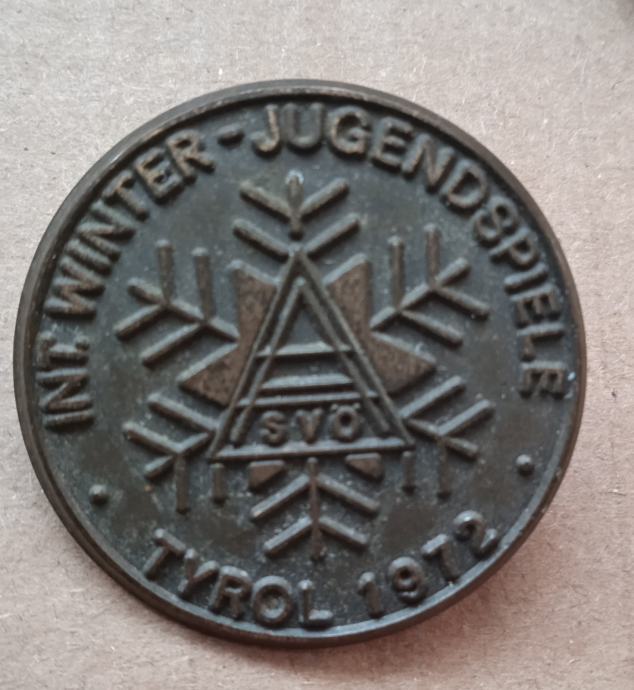 INT. WINTER-JUGENDSPIELE
SVÖ
TYROL 1972